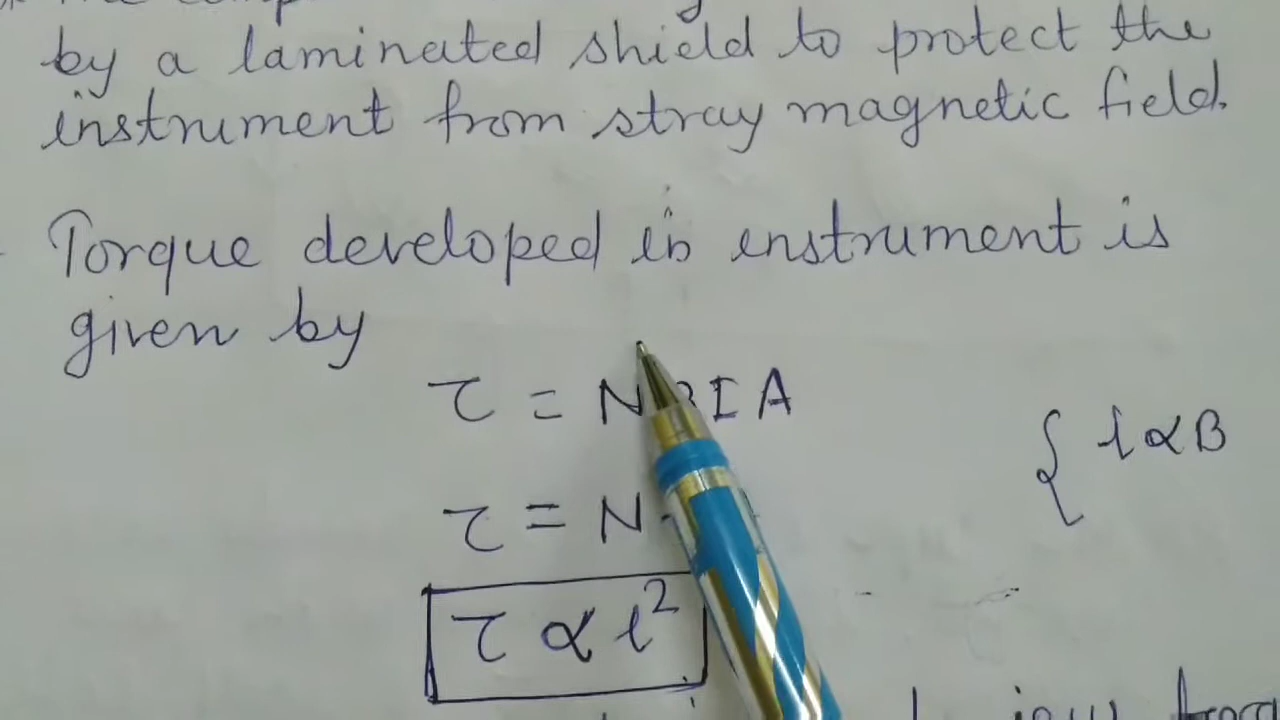 by a laminated shield to protect the
instrument from stray magnetic field.
Torque developed in instrument is
given by
τ = NBIA
{ i ∝ B
τ = N
τ ∝ i²